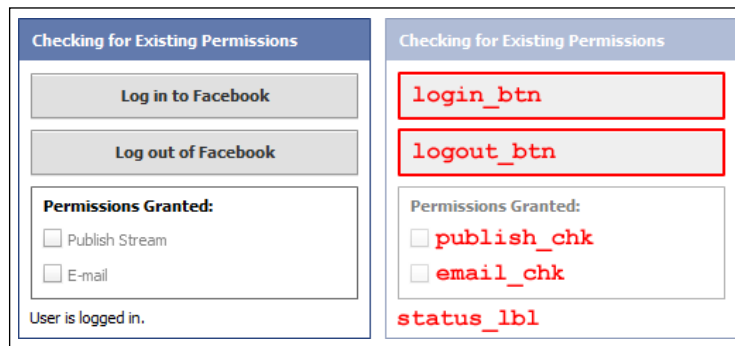 Checking for Existing Permissions
Log in to Facebook
Log out of Facebook
Permissions Granted:
Publish Stream
E-mail
User is logged in.
Checking for Existing Permissions
login_btn
logout_btn
Permissions Granted:
publish_chk
email_chk
status_lbl